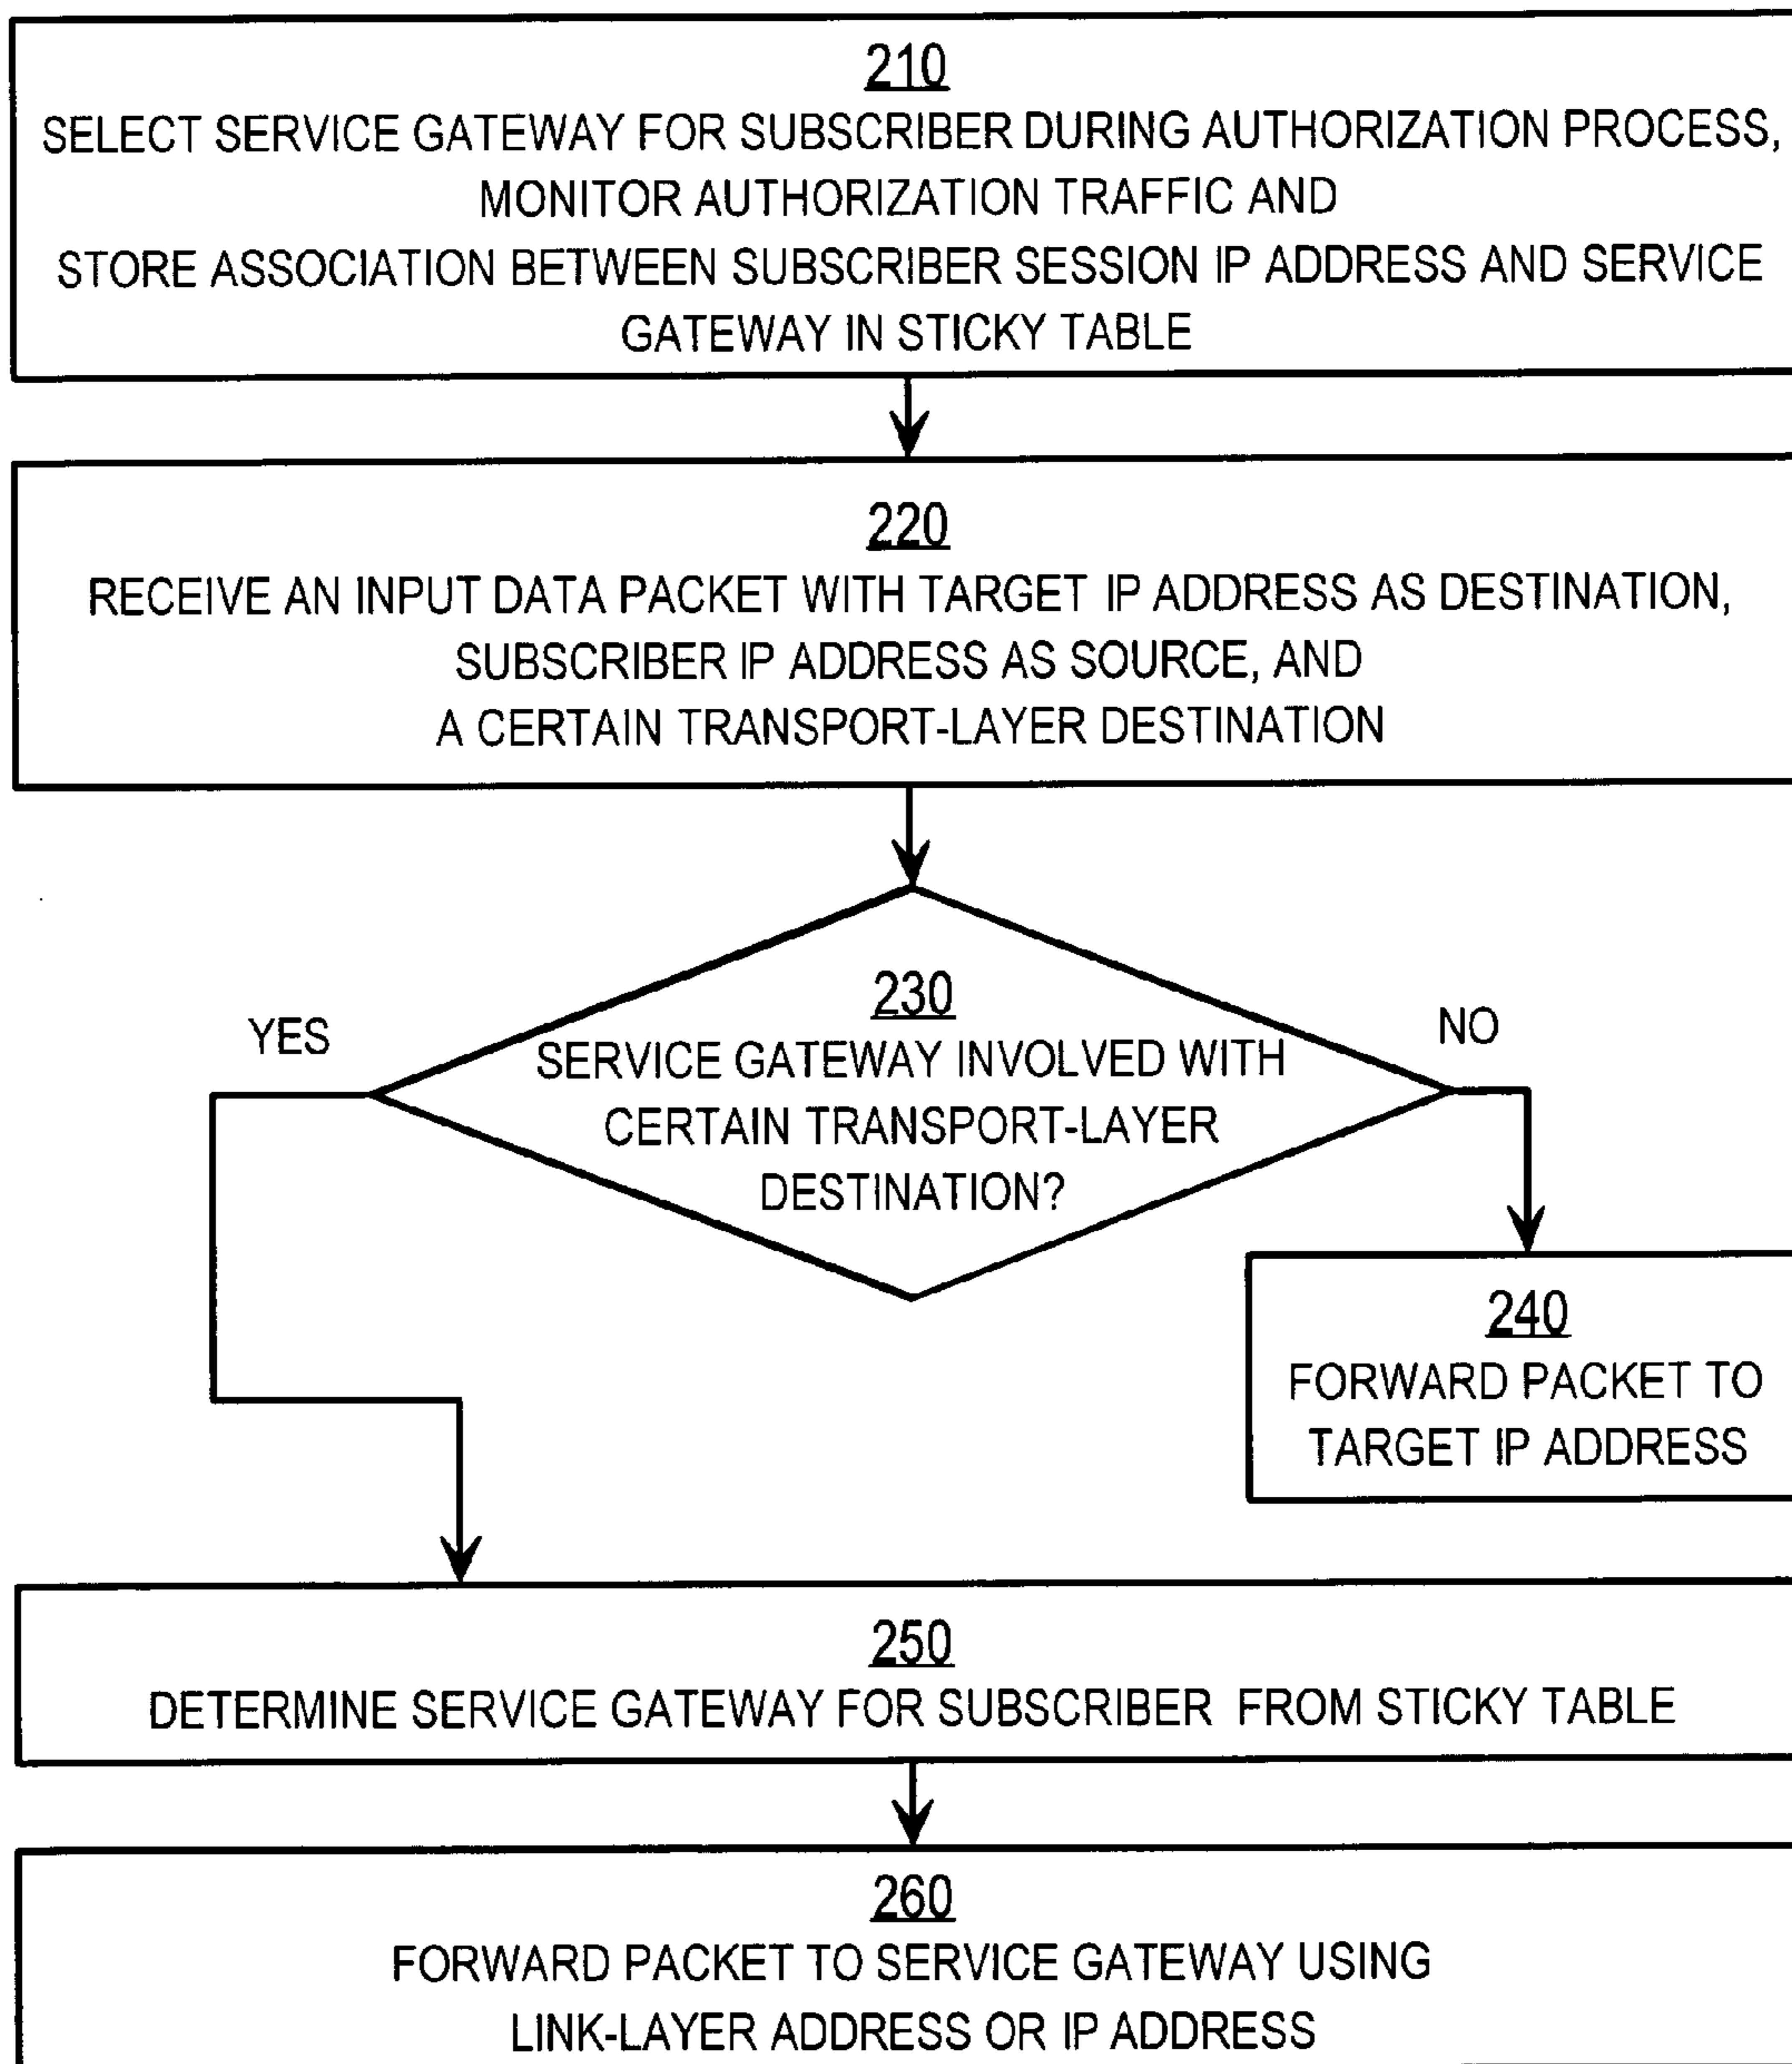 210
SELECT SERVICE GATEWAY FOR SUBSCRIBER DURING AUTHORIZATION PROCESS,
MONITOR AUTHORIZATION TRAFFIC AND
STORE ASSOCIATION BETWEEN SUBSCRIBER SESSION IP ADDRESS AND SERVICE
GATEWAY IN STICKY TABLE
220
RECEIVE AN INPUT DATA PACKET WITH TARGET IP ADDRESS AS DESTINATION,
SUBSCRIBER IP ADDRESS AS SOURCE, AND
A CERTAIN TRANSPORT-LAYER DESTINATION
YES
230
NO
SERVICE GATEWAY INVOLVED WITH
CERTAIN TRANSPORT-LAYER
DESTINATION?
240
FORWARD PACKET TO
TARGET IP ADDRESS
250
DETERMINE SERVICE GATEWAY FOR SUBSCRIBER FROM STICKY TABLE
260
FORWARD PACKET TO SERVICE GATEWAY USING
LINK-LAYER ADDRESS OR IP ADDRESS